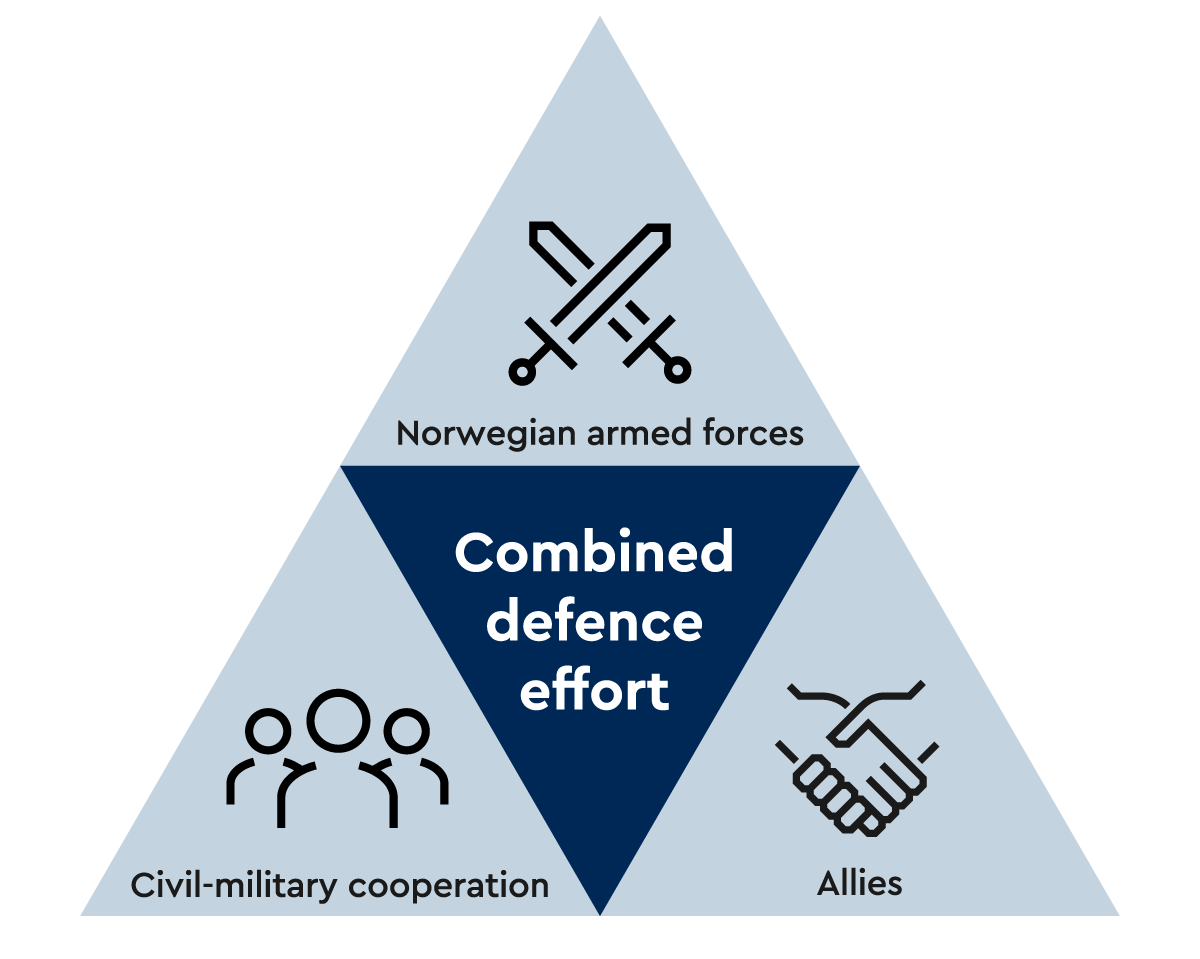 Norwegian armed forces
Combined
defence
effort
Civil-military cooperation
Allies